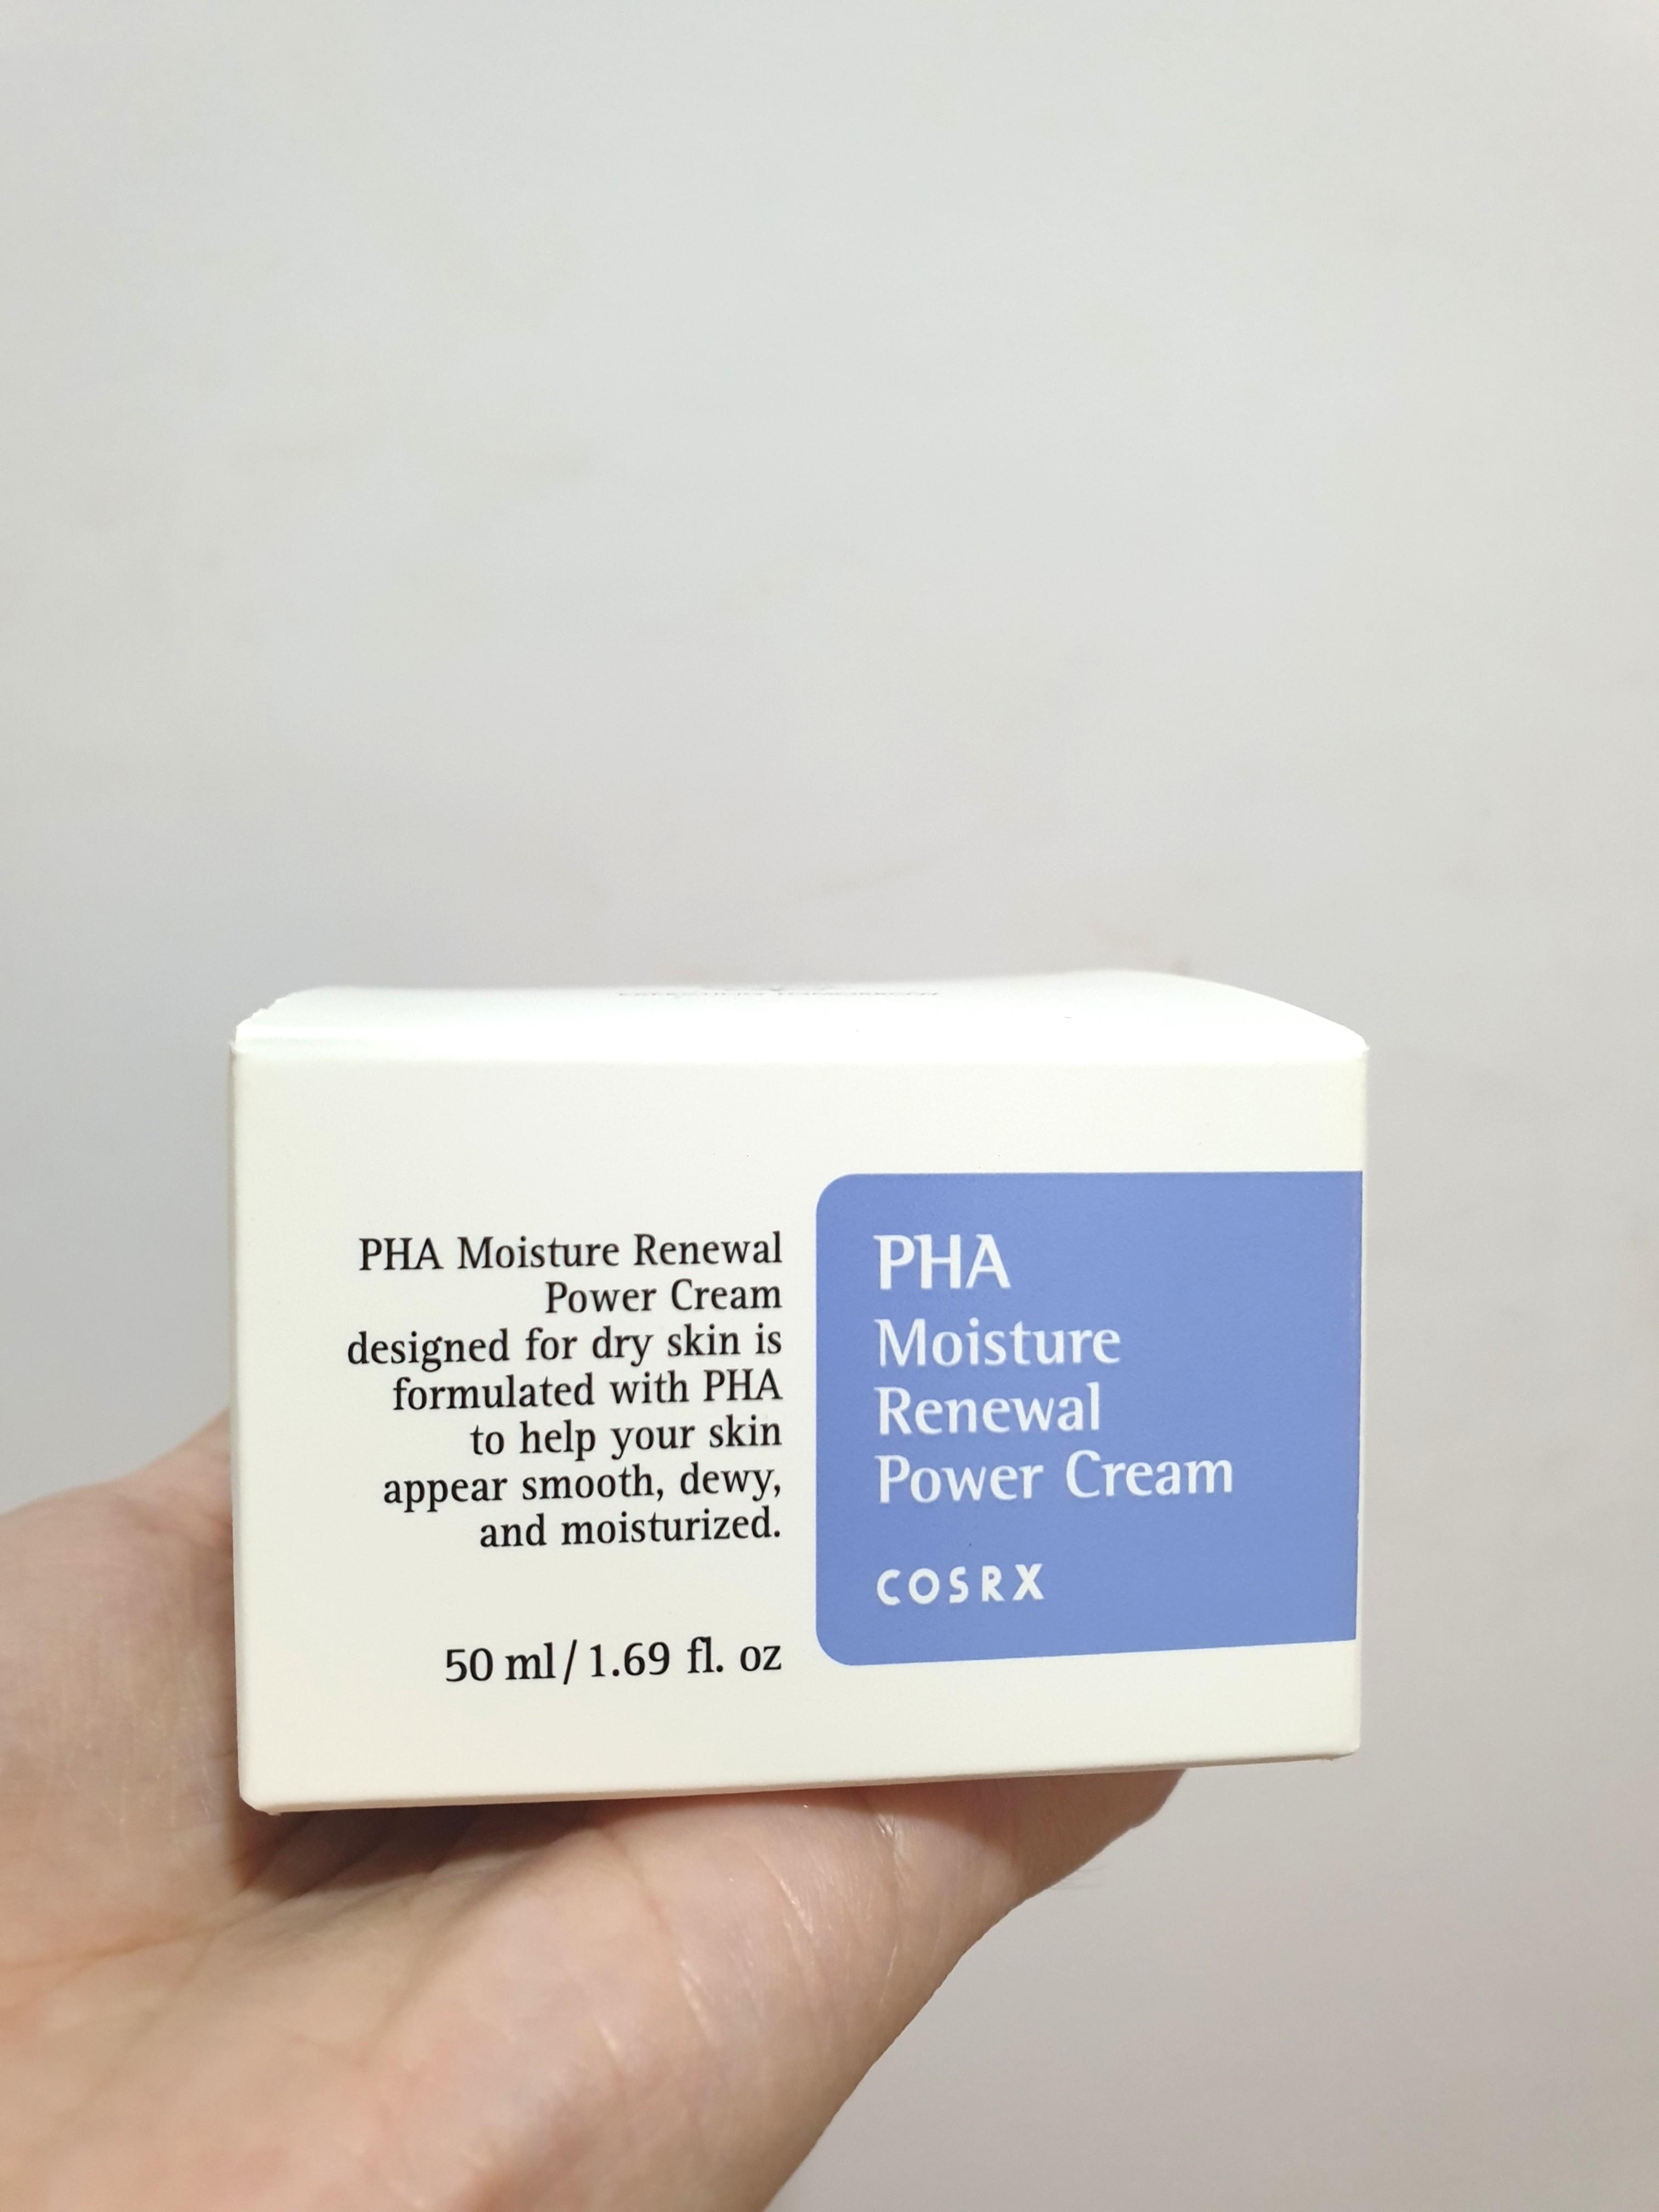 PHA Moisture Renewal
Power Cream
designed for dry skin is
formulated with PHA
to help your skin
appear smooth, dewy,
and moisturized.
50 ml / 1.69 fl. oz
PHA
Moisture
Renewal
Power Cream
COSRX